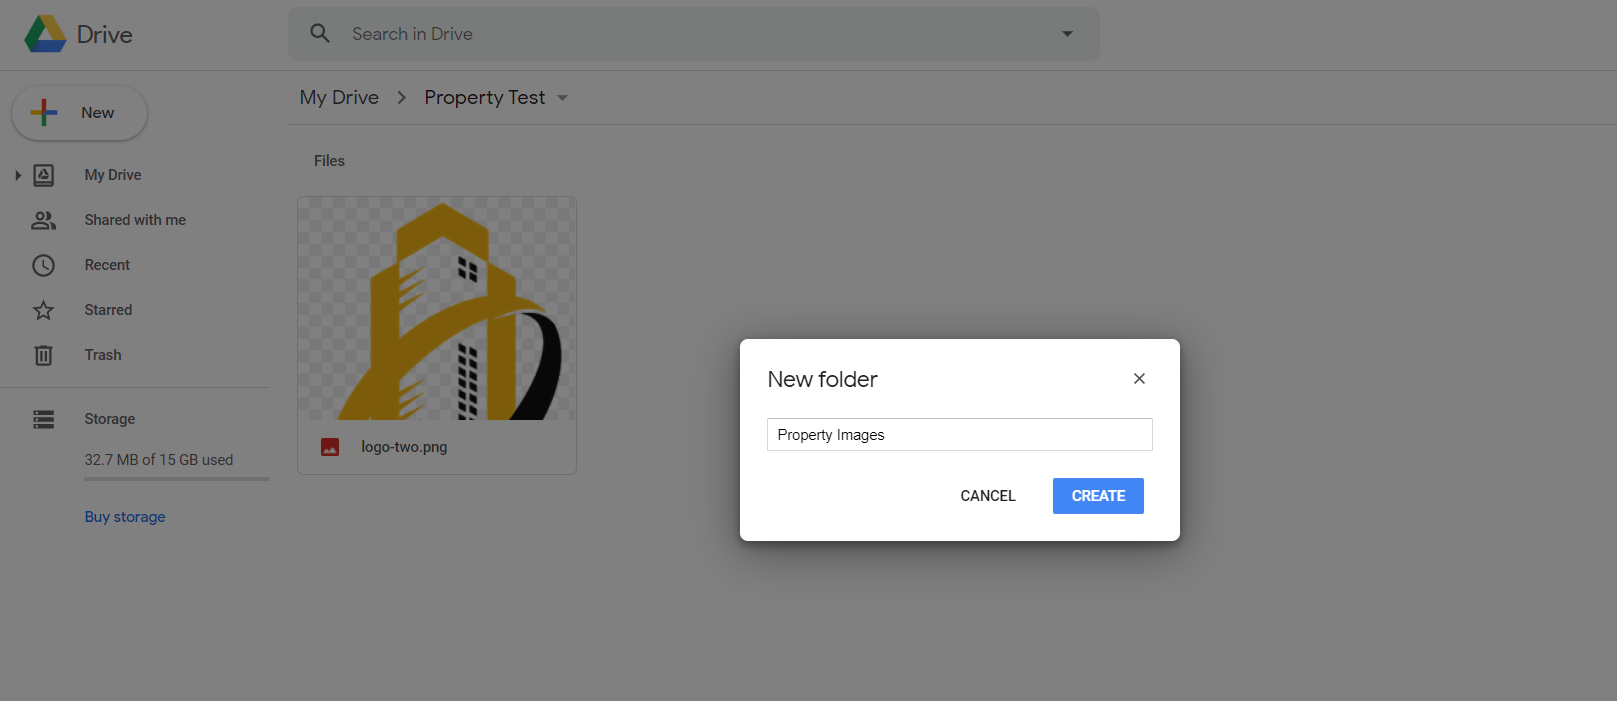 Drive
Search in Drive
New
My Drive
Shared with me
Recent
Starred
Trash
Storage
32.7 MB of 15 GB used
Buy storage
My Drive > Property Test
Files
logo-two.png
New folder
Property Images
CANCEL CREATE